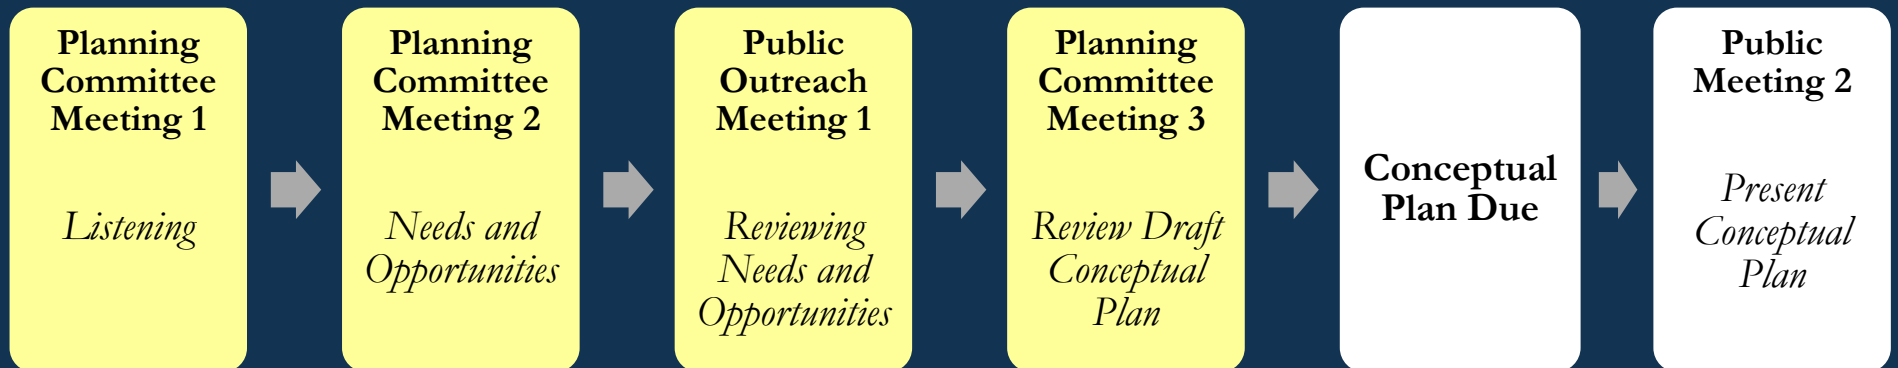 Planning
Committee
Meeting 1
Listening
Planning
Committee
Meeting 2
Needs and
Opportunities
Public
Outreach
Meeting 1
Reviewing
Needs and
Opportunities
Planning
Committee
Meeting 3
Review Draft
Conceptual
Plan
Conceptual
Plan Due
Public
Meeting 2
Present
Conceptual
Plan